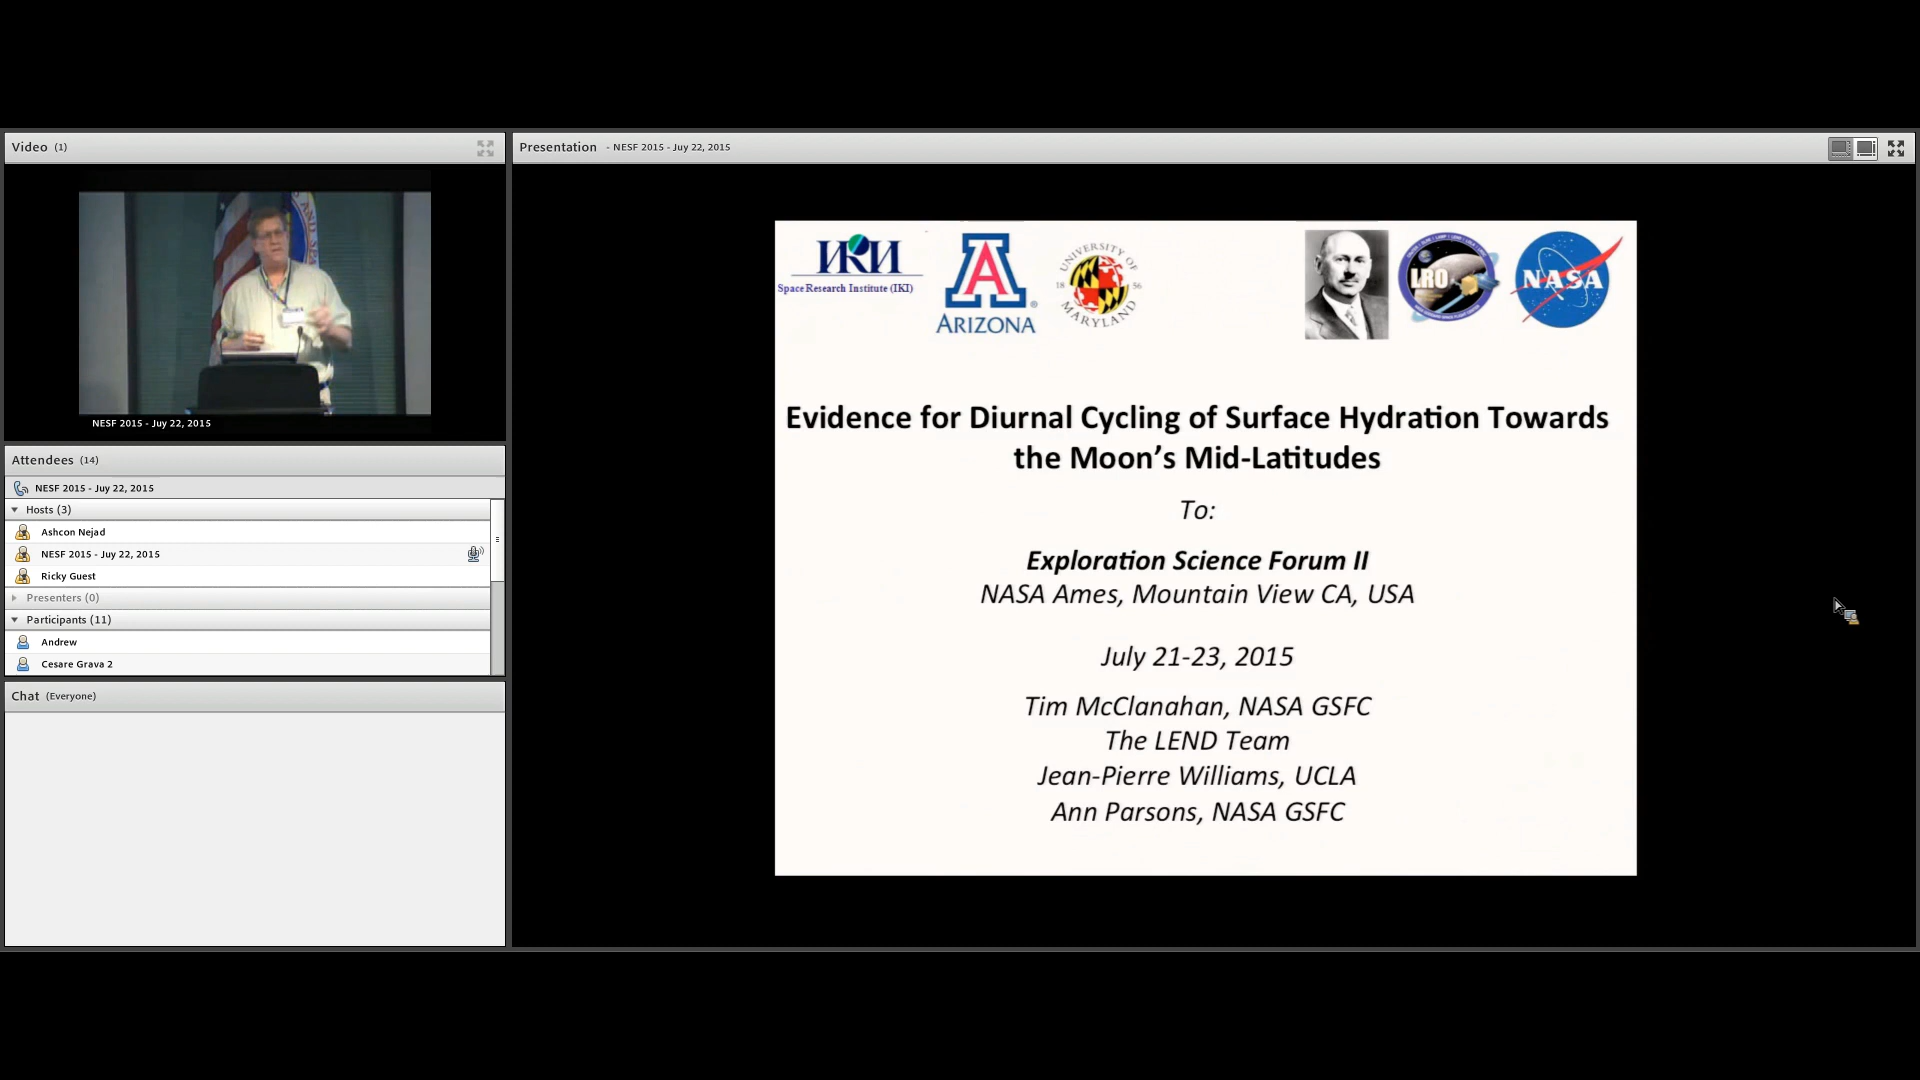 Video (1)
NESF 2015 - Juy 22, 2015
Attendees (14)
NESF 2015 - Juy 22, 2015
Hosts (3)
Ashcon Nejad
NESF 2015 - Juy 22, 2015
Ricky Guest
Presenters (0)
Participants (11)
Andrew
Cesare Grava 2
Chat (Everyone)
Presentation - NESF 2015 - Juy 22, 2015
ИКИ
Space Research Institute (IKI)
A
ARIZONA
UNIVERSITY OF
18 56
MARYLAND
LRO
NASA
Evidence for Diurnal Cycling of Surface Hydration Towards
the Moon's Mid-Latitudes
To:
Exploration Science Forum II
NASA Ames, Mountain View CA, USA
July 21-23, 2015
Tim McClanahan, NASA GSFC
The LEND Team
Jean-Pierre Williams, UCLA
Ann Parsons, NASA GSFC